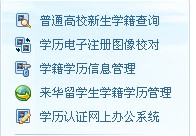 普通高校新生学籍查询
学历电子注册图像校对
学籍学历信息管理
来华留学生学籍学历管理
学历认证网上办公系统